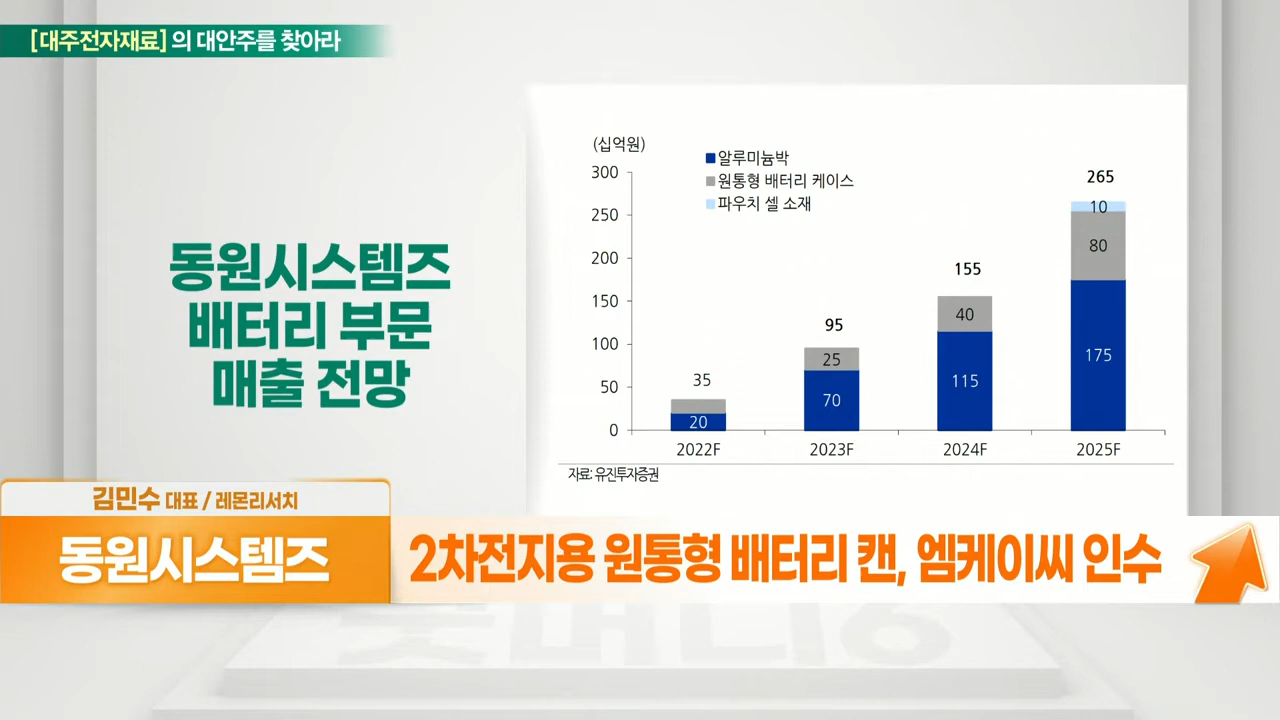 [대주전자재료]의 대안주를 찾아라
동원시스템즈
배터리 부문
매출 전망
(십억원)
알루미늄박
원통형 배터리 케이스
파우치 셀 소재
300
250
200
150
100
50
0
35
20
95
25
70
155
40
115
265
10
80
175
2022F 2023F 2024F 2025F
자료: 유진투자증권
김민수 대표 / 레몬리서치
동원시스템즈
2차전지용 원통형 배터리 캔, 엠케이씨 인수